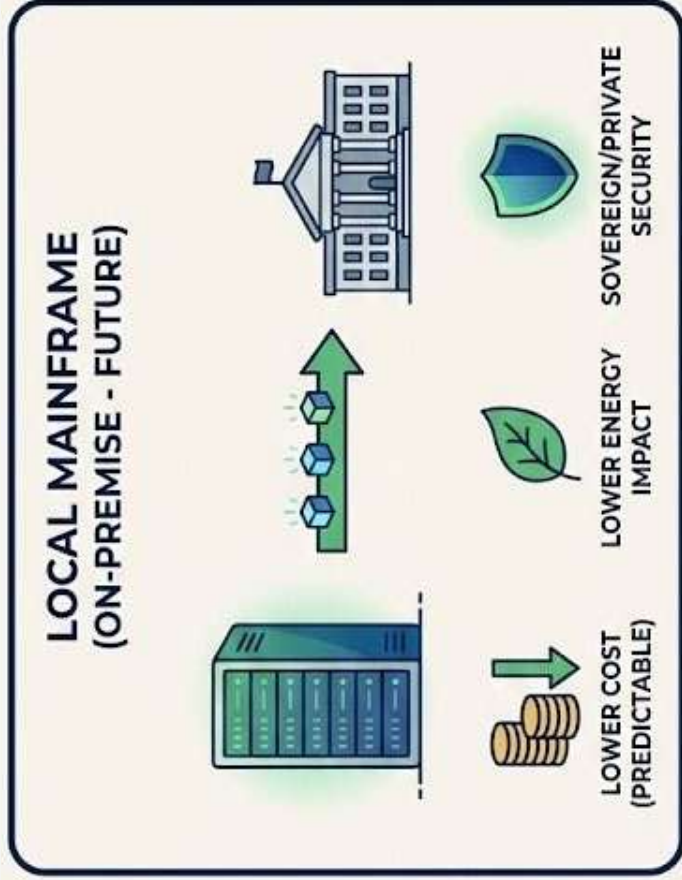 LOCAL MAINFRAME
(ON-PREMISE - FUTURE)
LOWER COST
(PREDICTABLE)
LOWER ENERGY
IMPACT
SOVEREIGN/PRIVATE
SECURITY